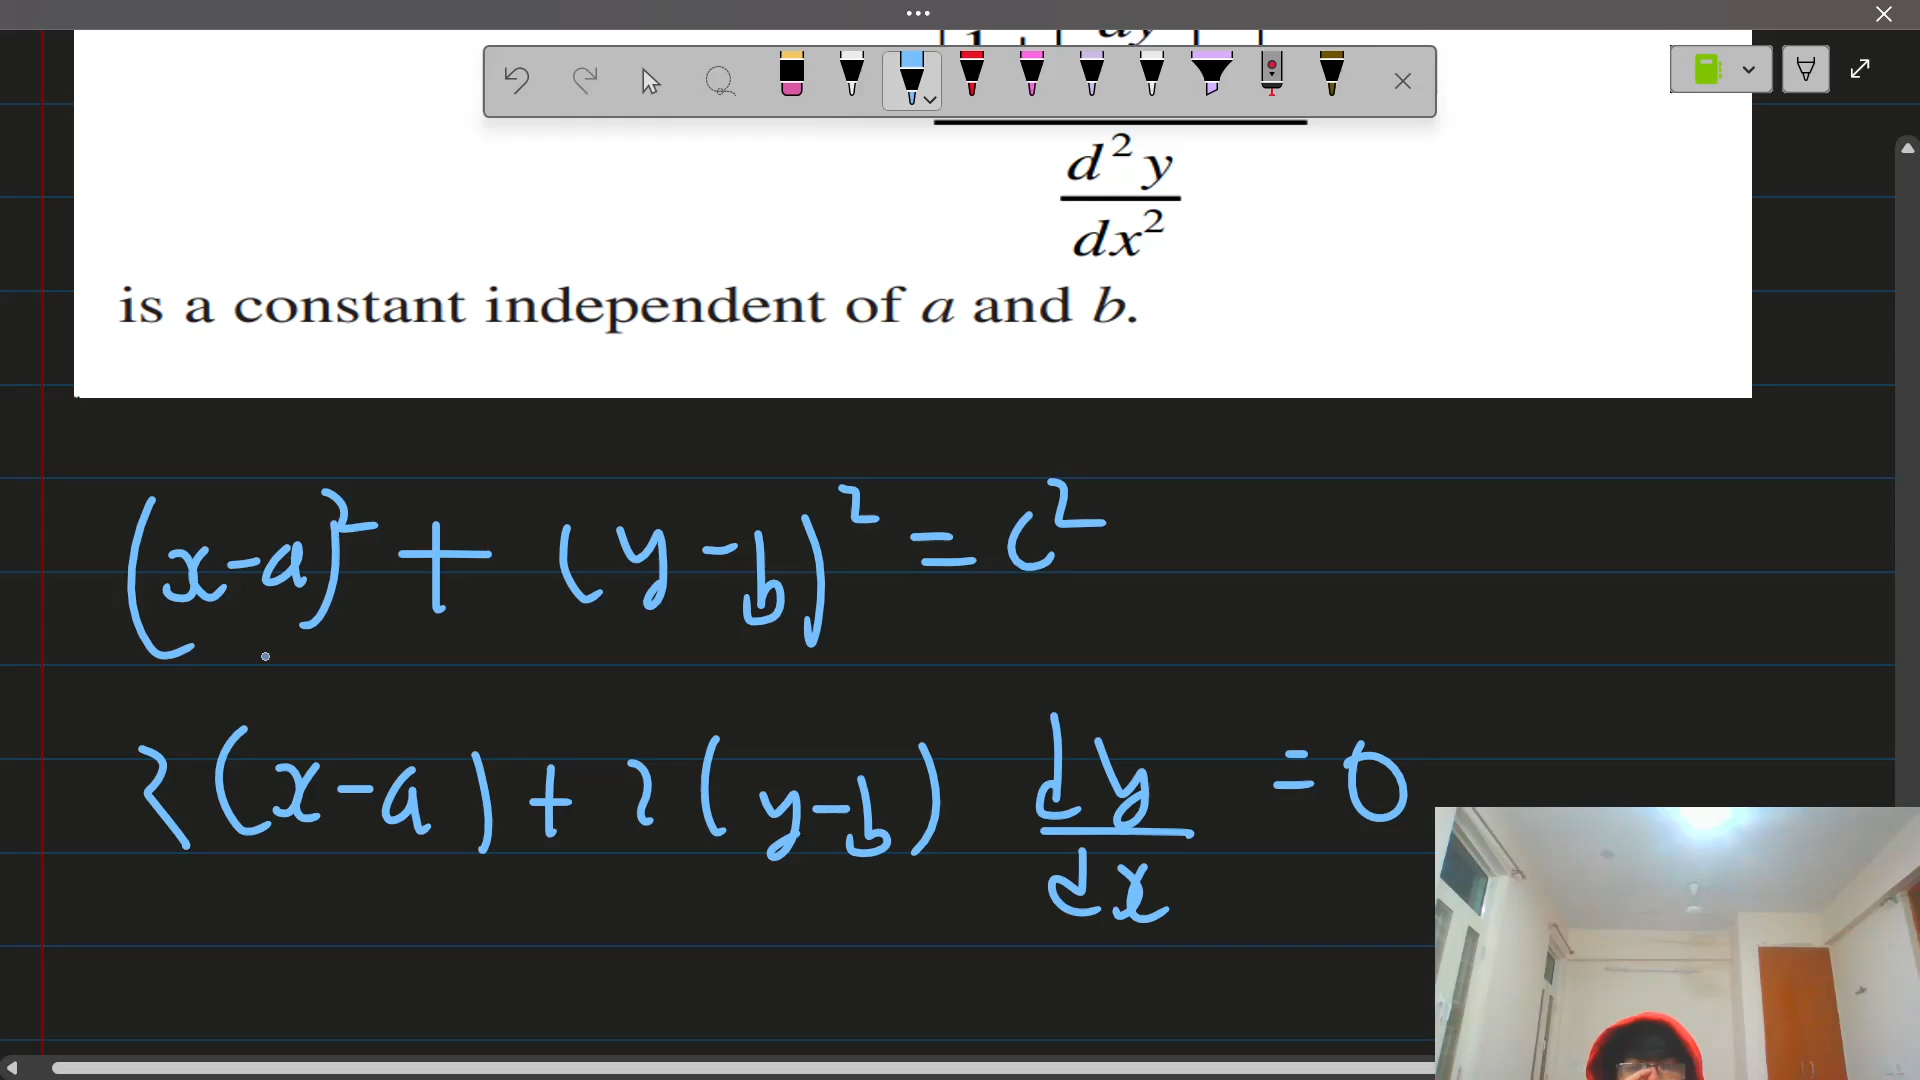 d²y
dx²
is a constant independent of a and b.
(x-a)² + (y-b)² = c²
2(x-a) + 2(y-b) dy/dx = 0